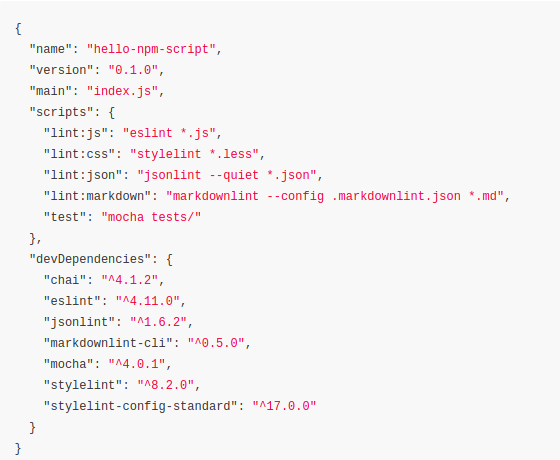 {
  "name": "hello-npm-script",
  "version": "0.1.0",
  "main": "index.js",
  "scripts": {
    "lint:js": "eslint *.js",
    "lint:css": "stylelint *.less",
    "lint:json": "jsonlint --quiet *.json",
    "lint:markdown": "markdownlint --config .markdownlint.json *.md",
    "test": "mocha tests/"
  },
  "devDependencies": {
    "chai": "^4.1.2",
    "eslint": "^4.11.0",
    "jsonlint": "^1.6.2",
    "markdownlint-cli": "^0.5.0",
    "mocha": "^4.0.1",
    "stylelint": "^8.2.0",
    "stylelint-config-standard": "^17.0.0"
  }
}